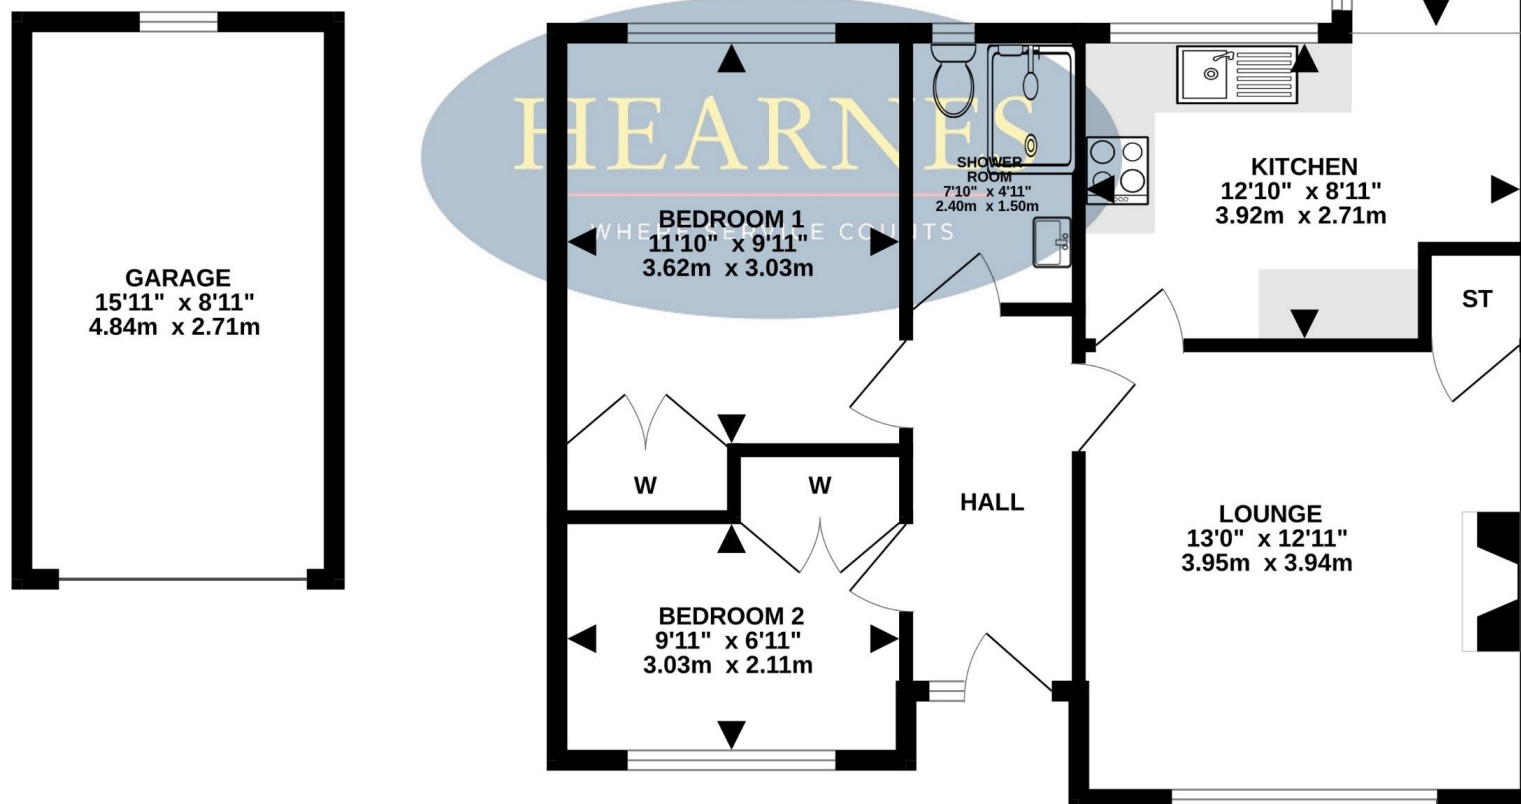 HEARNES
WHERE SERVICE COUNTS
GARAGE
15'11" x 8'11"
4.84m x 2.71m
BEDROOM 1
11'10" x 9'11"
3.62m x 3.03m
SHOWER
ROOM
7'10" x 4'11"
2.40m x 1.50m
KITCHEN
12'10" x 8'11"
3.92m x 2.71m
ST
W
W
HALL
LOUNGE
13'0" x 12'11"
3.95m x 3.94m
BEDROOM 2
9'11" x 6'11"
3.03m x 2.11m